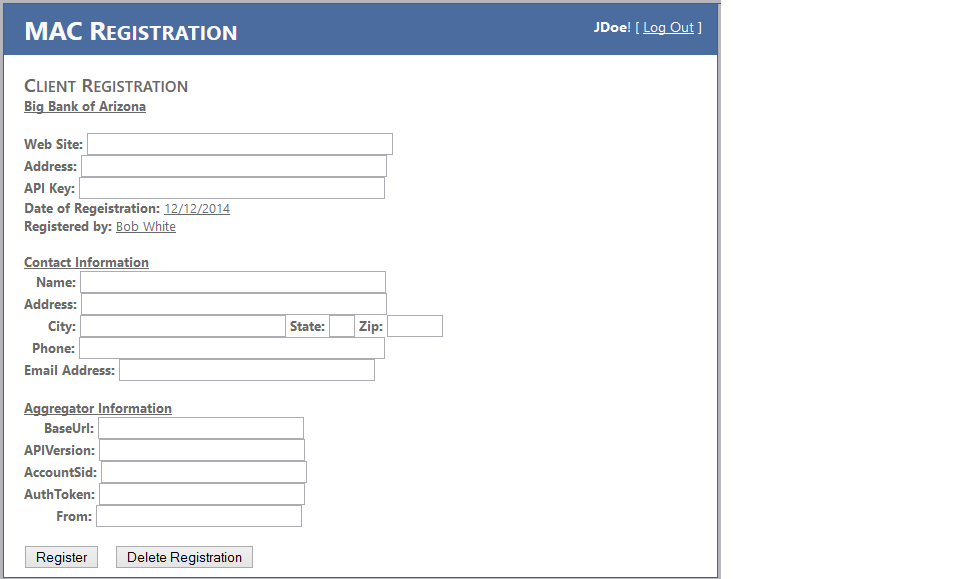 MAC REGISTRATION
JDoe! [ Log Out ]
CLIENT REGISTRATION
Big Bank of Arizona
Web Site:
Address:
API Key:
Date of Regeistration: 12/12/2014
Registered by: Bob White
Contact Information
Name:
Address:
City: State: Zip:
Phone:
Email Address:
Aggregator Information
BaseUrl:
APIVersion:
AccountSid:
AuthToken:
From:
Register Delete Registration